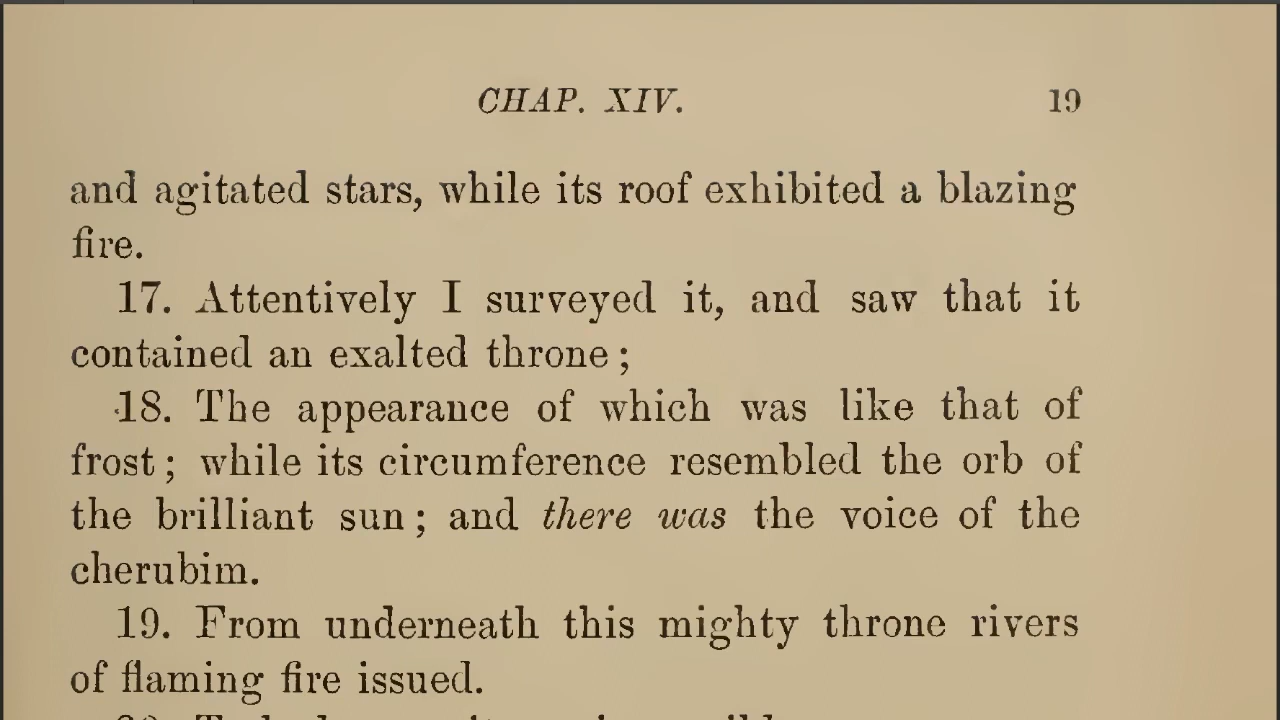 CHAP. XIV. 19
and agitated stars, while its roof exhibited a blazing
fire.
17. Attentively I surveyed it, and saw that it
contained an exalted throne;
18. The appearance of which was like that of
frost; while its circumference resembled the orb of
the brilliant sun; and there was the voice of the
cherubim.
19. From underneath this mighty throne rivers
of flaming fire issued.